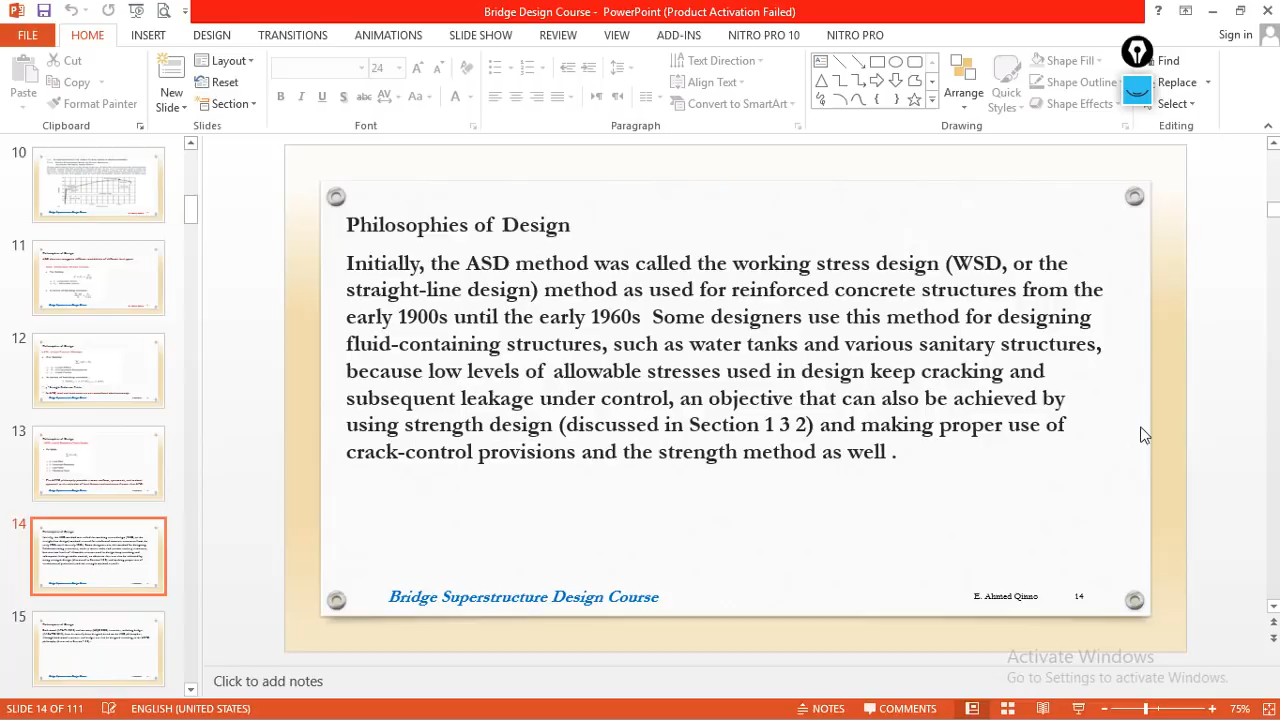 Bridge Design Course - PowerPoint (Product Activation Failed)
FILE HOME INSERT DESIGN TRANSITIONS ANIMATIONS SLIDE SHOW REVIEW VIEW ADD-INS NITRO PRO 10 NITRO PRO Sign in
Paste
Cut
Copy
Format Painter
Clipboard
New Slide
Layout
Reset
Section
Slides
24
Font
Text Direction
Align Text
Convert to SmartArt
Paragraph
Arrange
Quick Styles
Shape Fill
Shape Outline
Shape Effects
Drawing
Find
Replace
Select
Editing
10
11
12
13
14
15
Philosophies of Design
Initially, the ASD method was called the working stress design (WSD, or the
straight-line design) method as used for reinforced concrete structures from the
early 1900s until the early 1960s Some designers use this method for designing
fluid-containing structures, such as water tanks and various sanitary structures,
because low levels of allowable stresses used in design keep cracking and
subsequent leakage under control, an objective that can also be achieved by
using strength design (discussed in Section 1 3 2) and making proper use of
crack-control provisions and the strength method as well .
Bridge Superstructure Design Course E. Ahmed Qinno 14
Activate Windows
Go to Settings to activate Windows.
Click to add notes
SLIDE 14 OF 111 ENGLISH (UNITED STATES) NOTES COMMENTS 75%